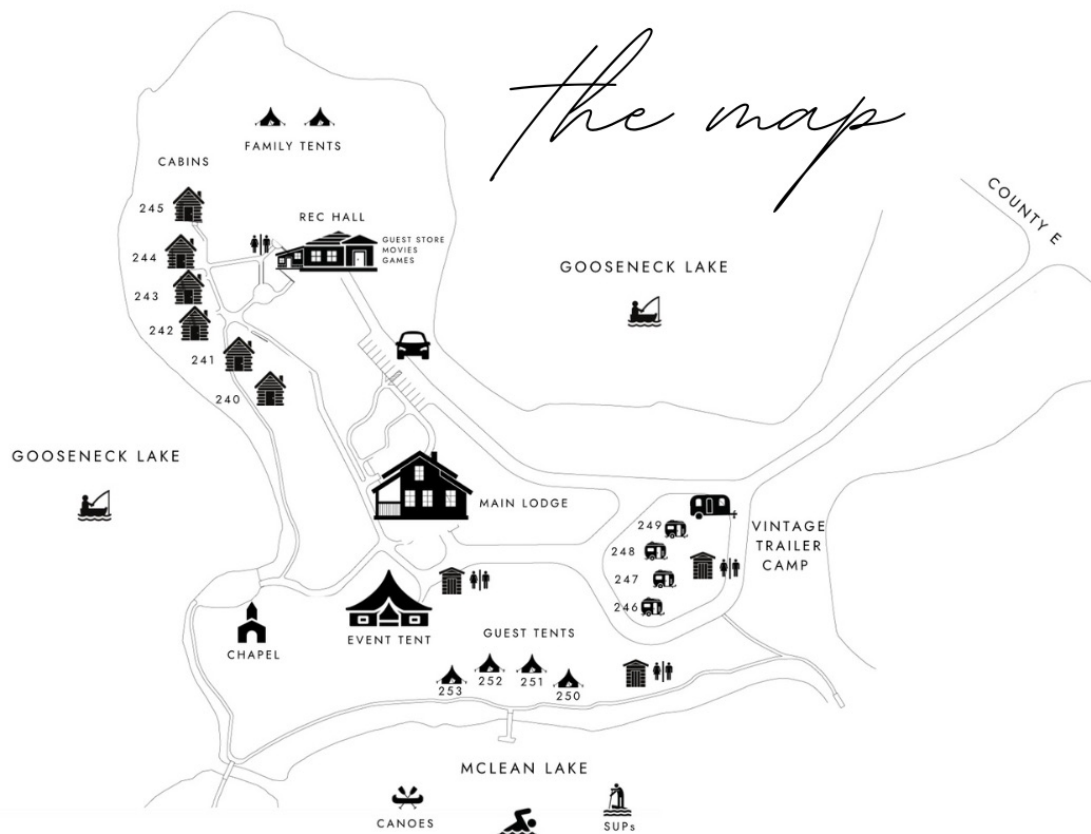 the map
FAMILY TENTS
CABINS
245
REC HALL
GUEST STORE
MOVIES
GAMES
244
243
242
241
240
COUNTY E
GOOSENECK LAKE
GOOSENECK LAKE
MAIN LODGE
249
248
247
246
VINTAGE
TRAILER
CAMP
EVENT TENT
CHAPEL
GUEST TENTS
253
252
251
250
MCLEAN LAKE
CANOES
SUPs